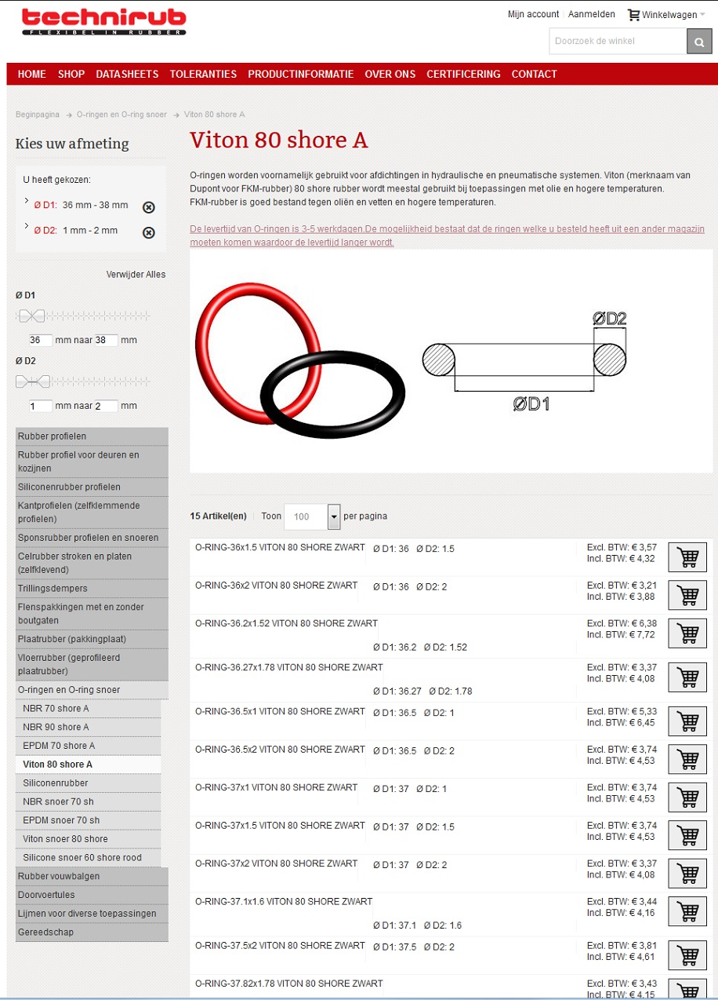 technirub
FLEXIBEL IN RUBBER
Mijn account Aanmelden Winkelwagen
Doorzoek de winkel
HOME SHOP DATASHEETS TOLERANTIES PRODUCTINFORMATIE OVER ONS CERTIFICERING CONTACT
Beginpagina → O-ringen en O-ring snoer → Viton 80 shore A
Kies uw afmeting
U heeft gekozen:
Ø D1: 36 mm - 38 mm
Ø D2: 1 mm - 2 mm
Verwijder Alles
Ø D1
36 mm naar 38 mm
Ø D2
1 mm naar 2 mm
Rubber profielen
Rubber profiel voor deuren en
kozijnen
Siliconenrubber profielen
Kantprofielen (zelfklemmende
profielen)
Sponsrubber profielen en snoeren
Celrubber stroken en platen
(zelfklevend)
Trillingsdempers
Flenspakkingen met en zonder
boutgaten
Plaatrubber (pakkingplaat)
Vloerrubber (geprofileerd
plaatrubber)
O-ringen en O-ring snoer
NBR 70 shore A
NBR 90 shore A
EPDM 70 shore A
Viton 80 shore A
Siliconenrubber
NBR snoer 70 sh
EPDM snoer 70 sh
Viton snoer 80 shore
Silicone snoer 60 shore rood
Rubber vouwbalgen
Doorvoertules
Lijmen voor diverse toepassingen
Gereedschap
Viton 80 shore A
O-ringen worden voornamelijk gebruikt voor afdichtingen in hydraulische en pneumatische systemen. Viton (merknaam van
Dupont voor FKM-rubber) 80 shore rubber wordt meestal gebruikt bij toepassingen met olie en hogere temperaturen.
FKM-rubber is goed bestand tegen oliën en vetten en hogere temperaturen.
De levertijd van O-ringen is 3-5 werkdagen.De mogelijkheid bestaat dat de ringen welke u besteld heeft uit een ander magazijn
moeten komen waardoor de levertijd langer wordt.
ØD2
ØD1
15 Artikel(en) Toon 100 per pagina
O-RING-36x1.5 VITON 80 SHORE ZWART Ø D1: 36 Ø D2: 1.5 Excl. BTW: € 3,57
Incl. BTW: € 4,32
O-RING-36x2 VITON 80 SHORE ZWART Ø D1: 36 Ø D2: 2 Excl. BTW: € 3,21
Incl. BTW: € 3,88
O-RING-36.2x1.52 VITON 80 SHORE ZWART Excl. BTW: € 6,38
Incl. BTW: € 7,72
Ø D1: 36.2 Ø D2: 1.52
O-RING-36.27x1.78 VITON 80 SHORE ZWART Excl. BTW: € 3,37
Incl. BTW: € 4,08
Ø D1: 36.27 Ø D2: 1.78
O-RING-36.5x1 VITON 80 SHORE ZWART Ø D1: 36.5 Ø D2: 1 Excl. BTW: € 5,33
Incl. BTW: € 6,45
O-RING-36.5x2 VITON 80 SHORE ZWART Ø D1: 36.5 Ø D2: 2 Excl. BTW: € 3,74
Incl. BTW: € 4,53
O-RING-37x1 VITON 80 SHORE ZWART Ø D1: 37 Ø D2: 1 Excl. BTW: € 3,74
Incl. BTW: € 4,53
O-RING-37x1.5 VITON 80 SHORE ZWART Ø D1: 37 Ø D2: 1.5 Excl. BTW: € 3,74
Incl. BTW: € 4,53
O-RING-37x2 VITON 80 SHORE ZWART Ø D1: 37 Ø D2: 2 Excl. BTW: € 3,37
Incl. BTW: € 4,08
O-RING-37.1x1.6 VITON 80 SHORE ZWART Excl. BTW: € 3,44
Incl. BTW: € 4,16
Ø D1: 37.1 Ø D2: 1.6
O-RING-37.5x2 VITON 80 SHORE ZWART Ø D1: 37.5 Ø D2: 2 Excl. BTW: € 3,81
Incl. BTW: € 4,61
O-RING-37.82x1.78 VITON 80 SHORE ZWART Excl. BTW: € 3,43
Incl. BTW: € 4,15